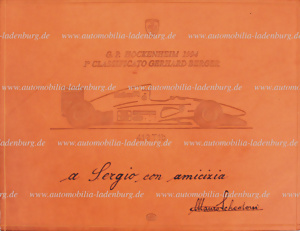 G. P. HOCKENHEIM 1994
1° CLASSIFICATO GERHARD BERGER
www.automobilia-ladenburg.de www.automobilia-ladenburg.de
www.automobilia-ladenburg.de www.automobilia-ladenburg.de
www.automobilia-ladenburg.de www.automobilia-ladenburg.de
a Sergio, con amicizia
www.automobilia-ladenburg.de www.automobilia-ladenburg.de